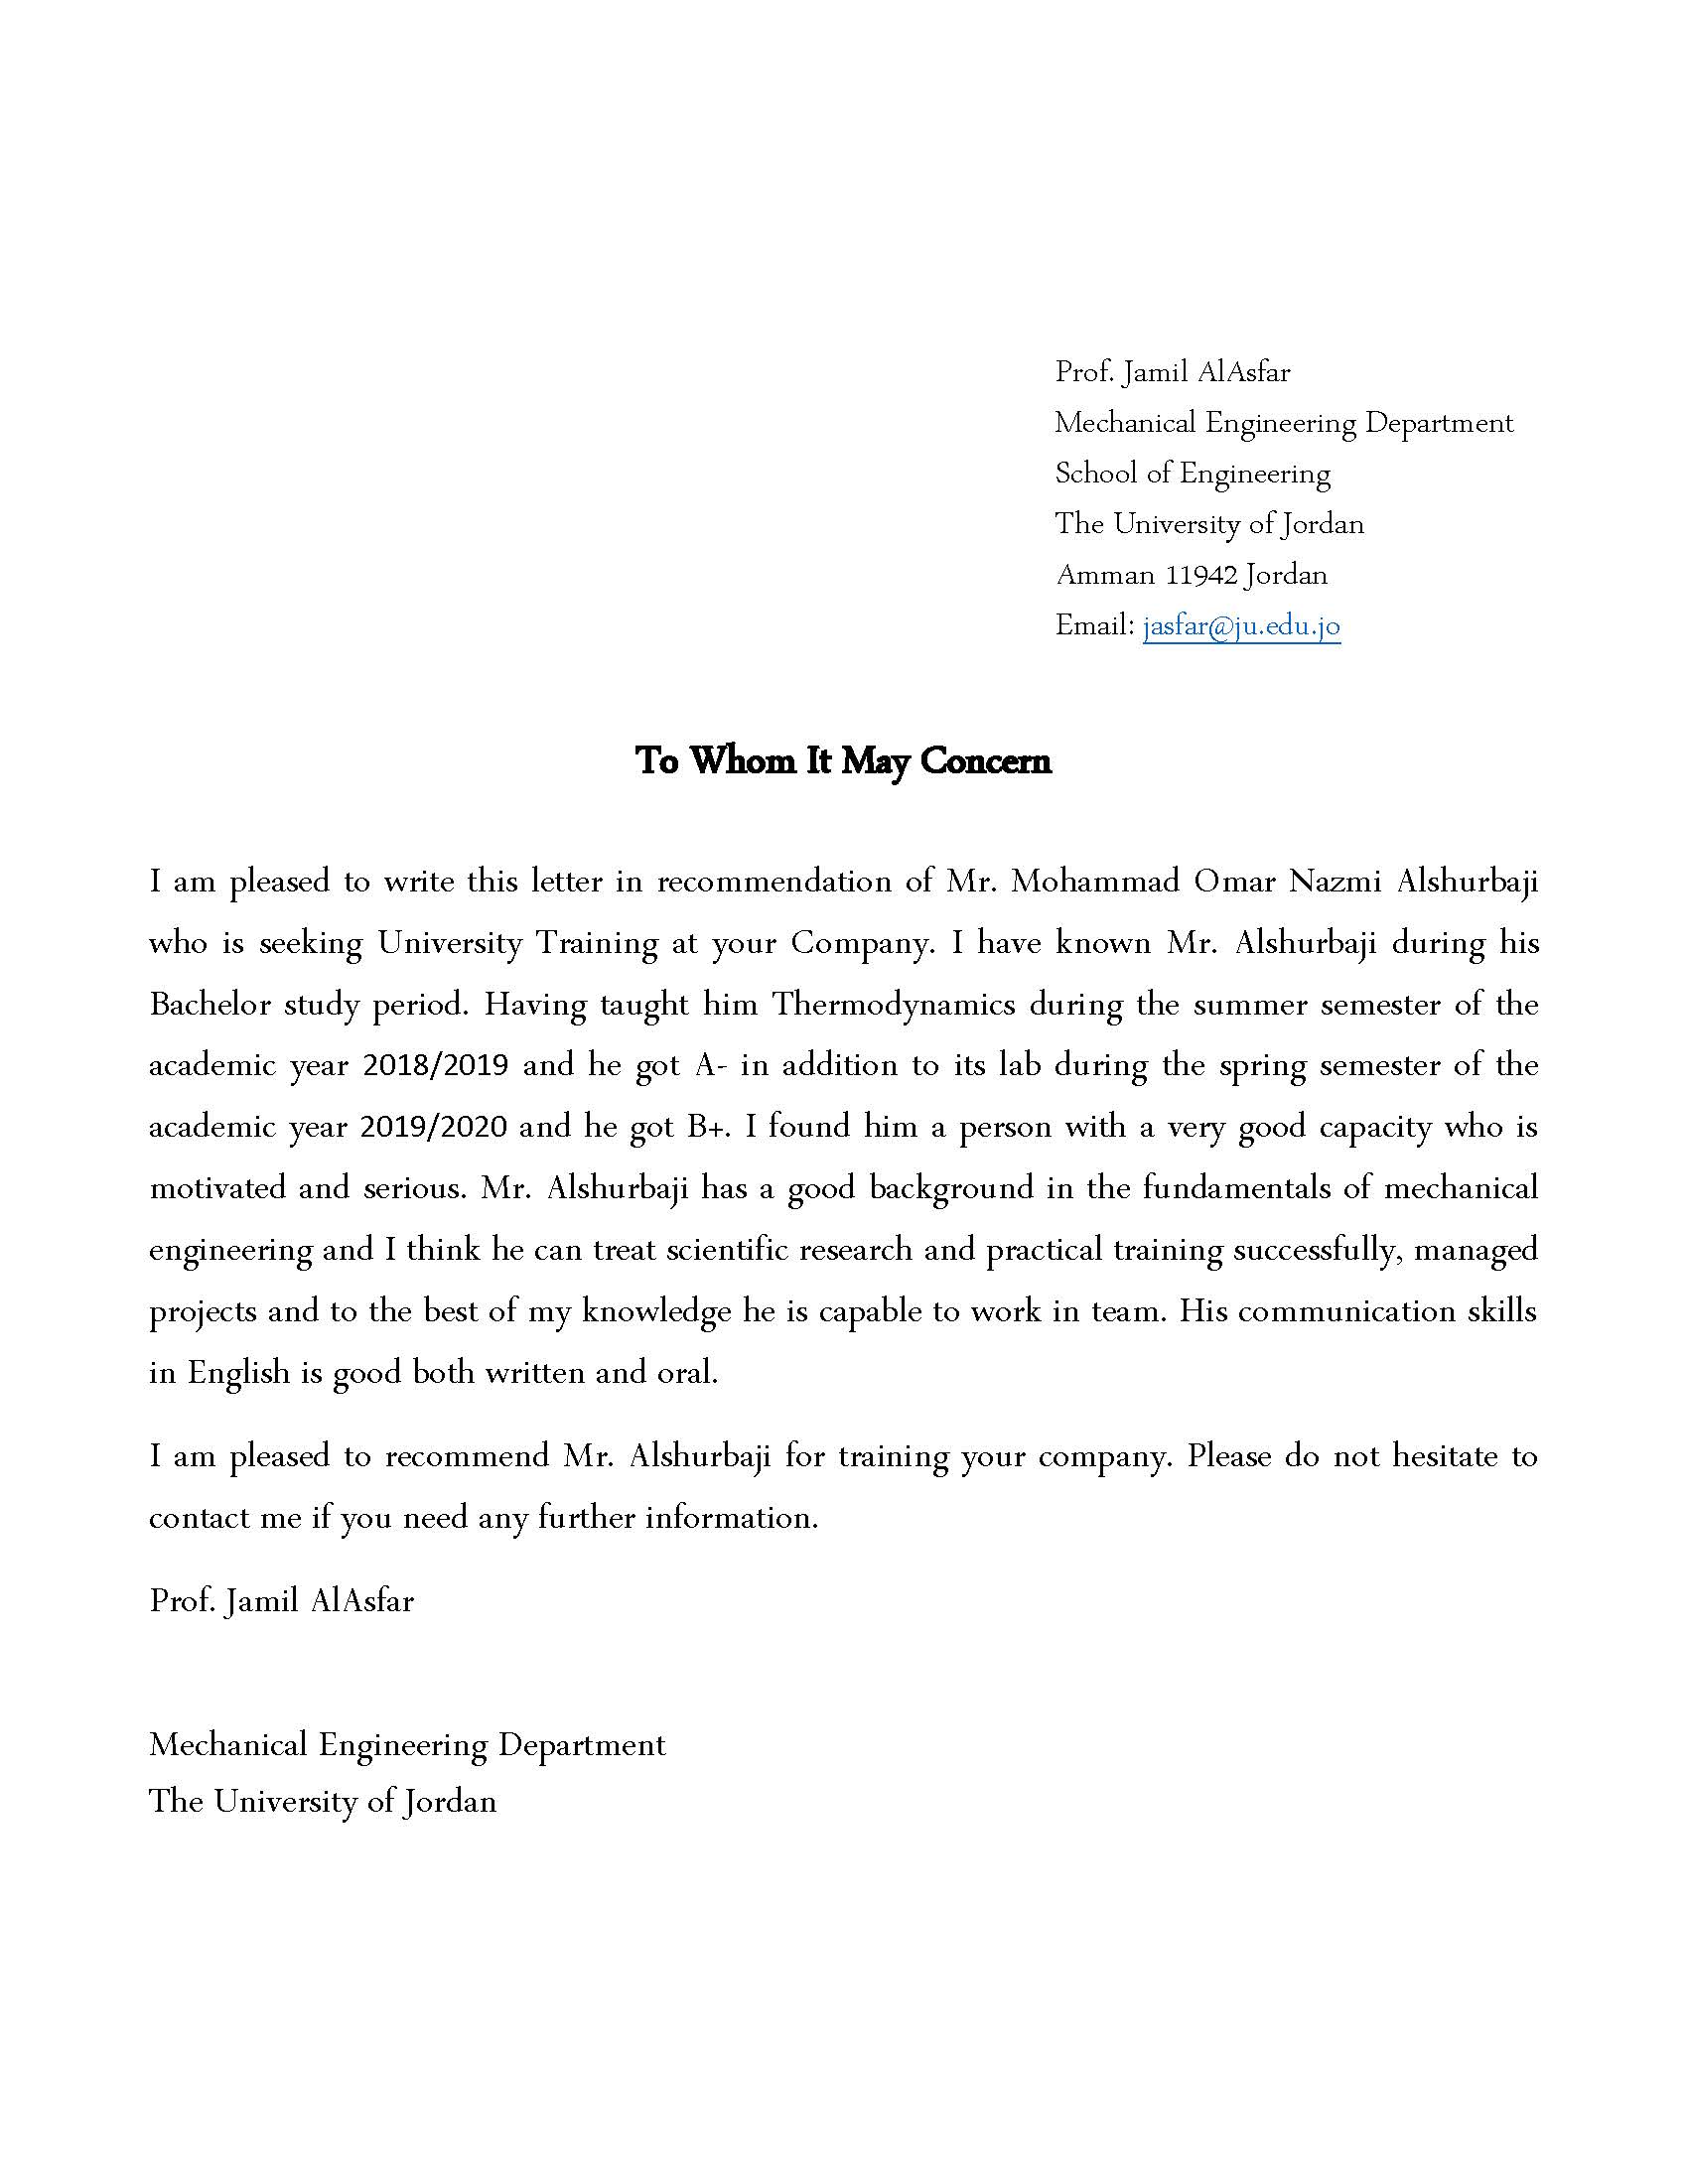 Prof. Jamil AlAsfar
Mechanical Engineering Department
School of Engineering
The University of Jordan
Amman 11942 Jordan
Email: jasfar@ju.edu.jo
To Whom It May Concern
I am pleased to write this letter in recommendation of Mr. Mohammad Omar Nazmi Alshurbaji
who is seeking University Training at your Company. I have known Mr. Alshurbaji during his
Bachelor study period. Having taught him Thermodynamics during the summer semester of the
academic year 2018/2019 and he got A- in addition to its lab during the spring semester of the
academic year 2019/2020 and he got B+. I found him a person with a very good capacity who is
motivated and serious. Mr. Alshurbaji has a good background in the fundamentals of mechanical
engineering and I think he can treat scientific research and practical training successfully, managed
projects and to the best of my knowledge he is capable to work in team. His communication skills
in English is good both written and oral.
I am pleased to recommend Mr. Alshurbaji for training your company. Please do not hesitate to
contact me if you need any further information.
Prof. Jamil AlAsfar
Mechanical Engineering Department
The University of Jordan